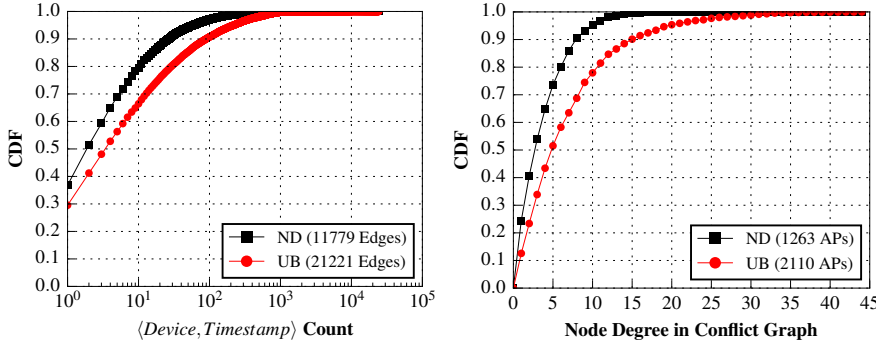 1.0
0.9
0.8
0.7
0.6
0.5
0.4
0.3
0.2
0.1
0.0
CDF
ND (11779 Edges)
UB (21221 Edges)
10^0 10^1 10^2 10^3 10^4 10^5
⟨Device, Timestamp⟩ Count
1.0
0.9
0.8
0.7
0.6
0.5
0.4
0.3
0.2
0.1
0.0
CDF
ND (1263 APs)
UB (2110 APs)
0 5 10 15 20 25 30 35 40 45
Node Degree in Conflict Graph